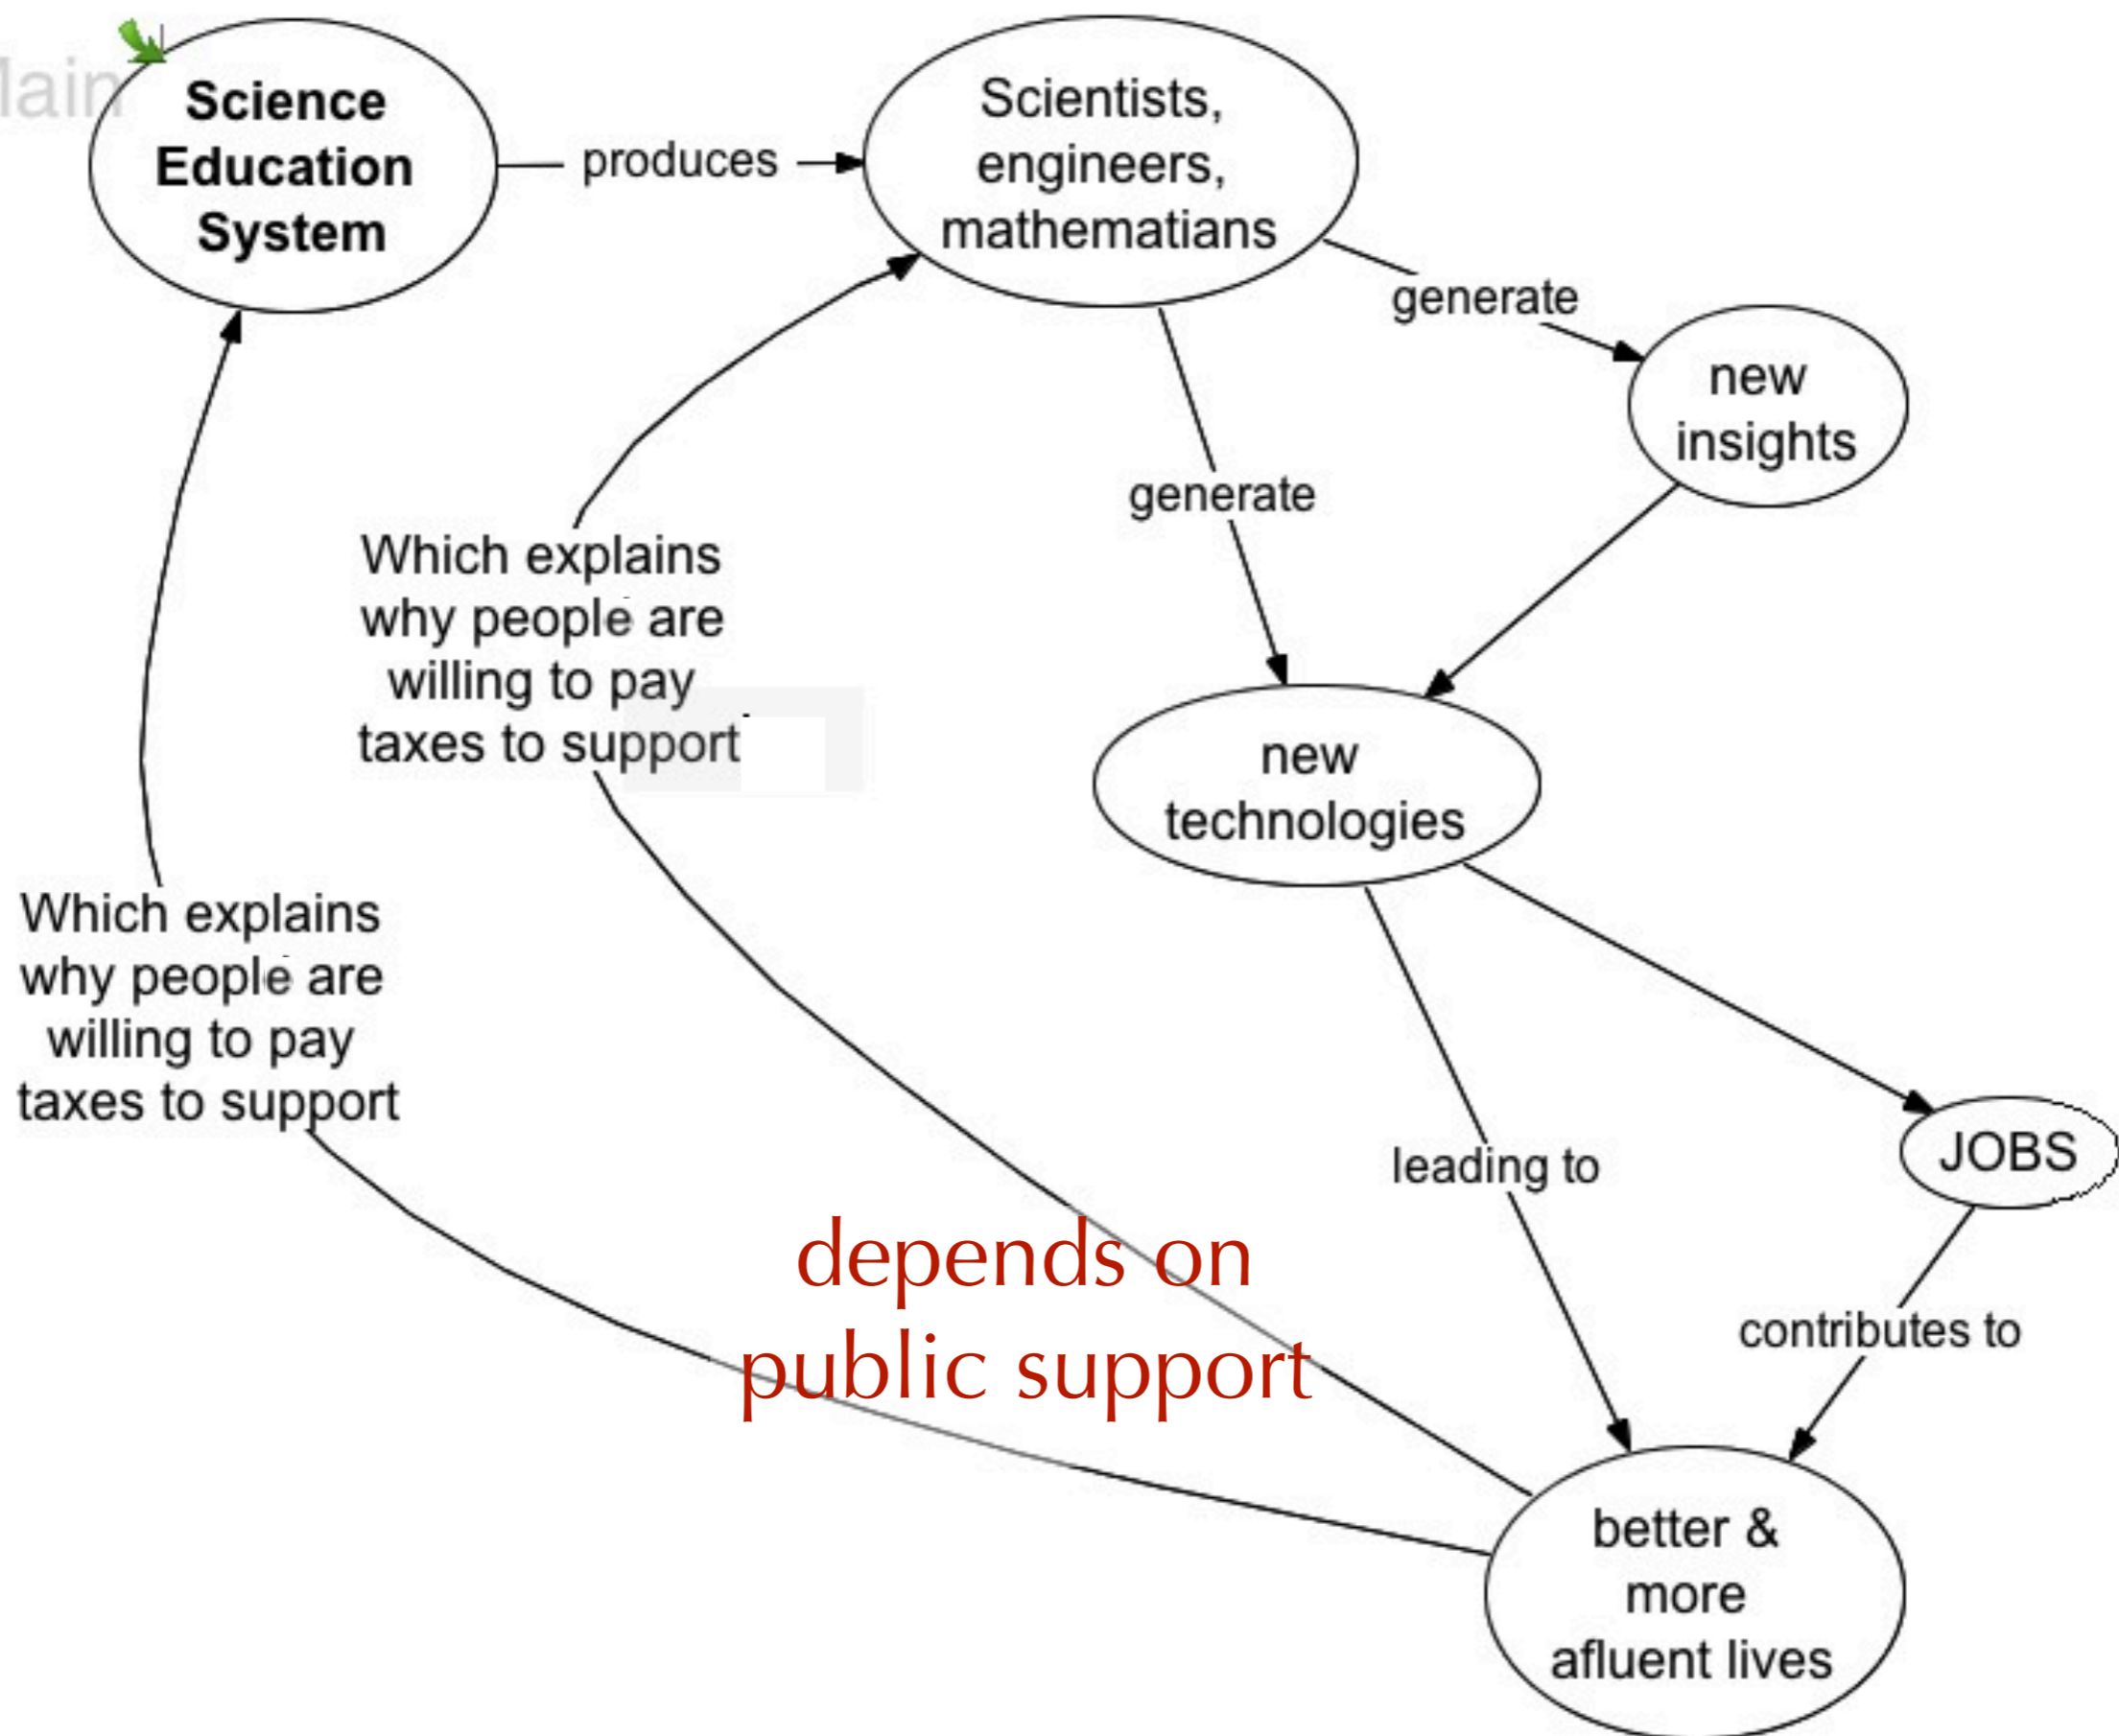 Science
Education
System
produces
Scientists,
engineers,
mathematians
generate
new
insights
generate
Which explains
why people are
willing to pay
taxes to support
new
technologies
Which explains
why people are
willing to pay
taxes to support
leading to
JOBS
depends on
public support
contributes to
better &
more
afluent lives